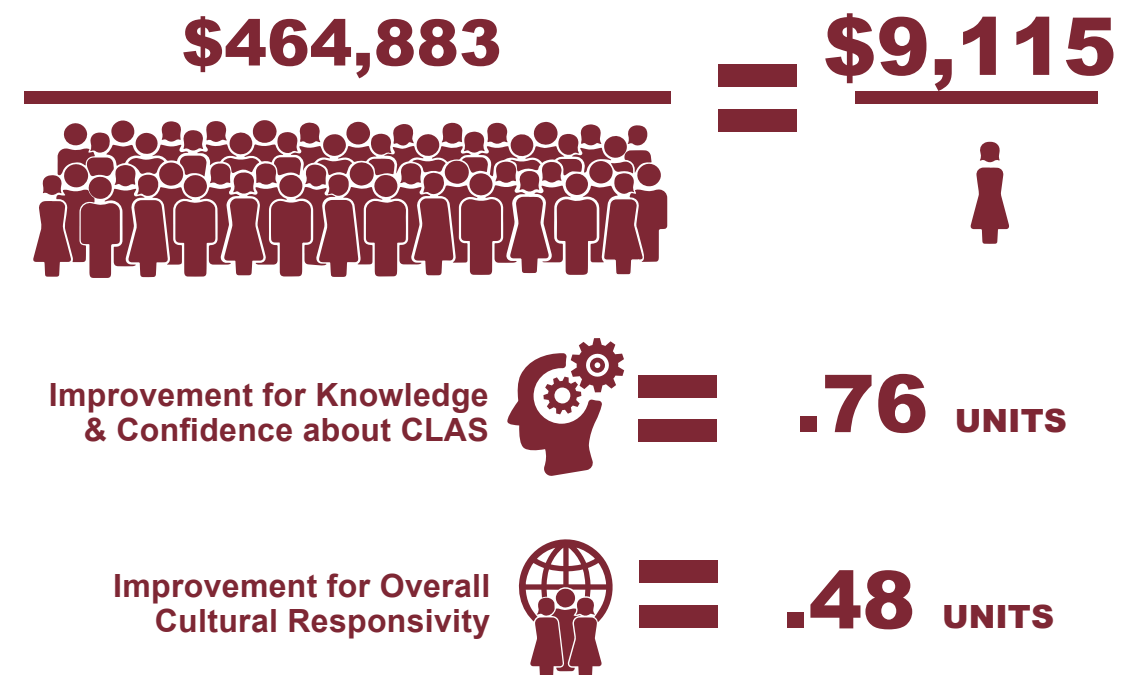 $464,883
$9,115
Improvement for Knowledge
& Confidence about CLAS
.76 UNITS
Improvement for Overall
Cultural Responsivity
.48 UNITS